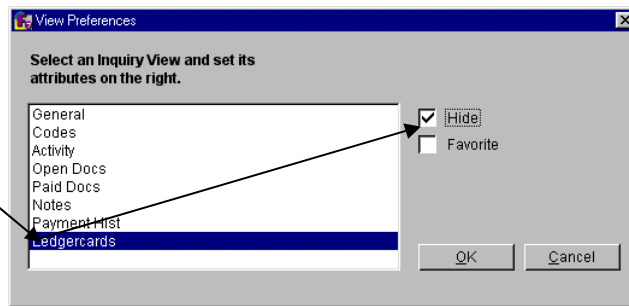 View Preferences
Select an Inquiry View and set its
attributes on the right.
General
Codes
Activity
Open Docs
Paid Docs
Notes
Payment Hist
Ledgercards
Hide
Favorite
OK
Cancel